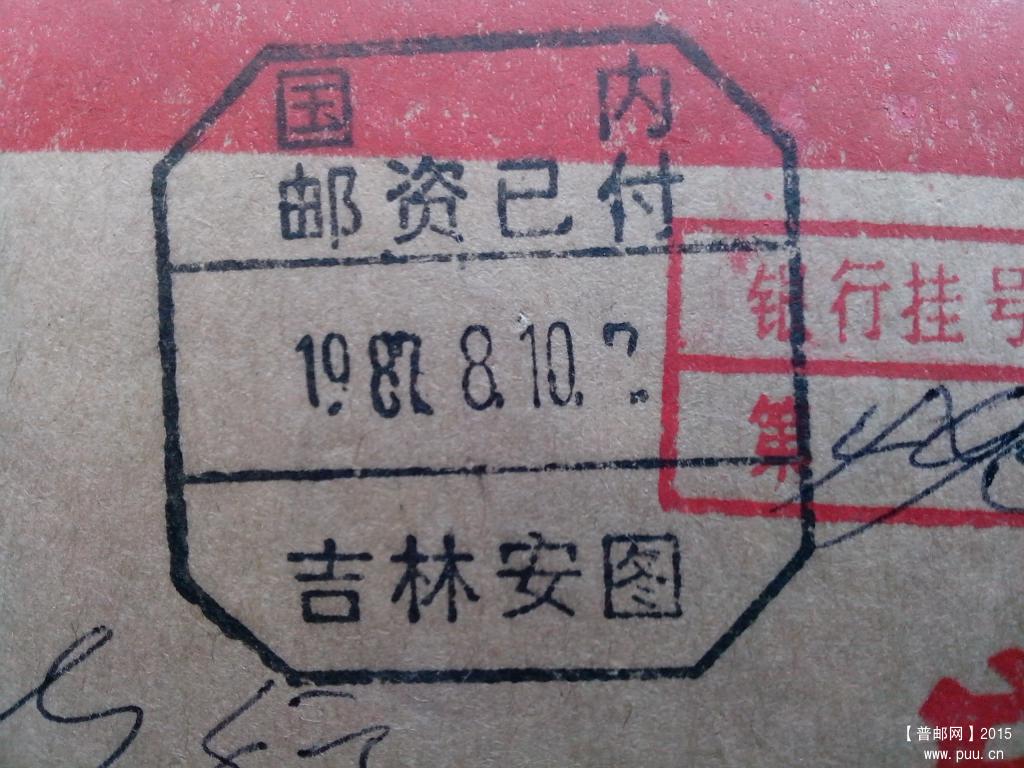 国 内
邮资已付
1987. 8. 10.
吉林安图
银行挂号
第
【普邮网】2015
www.puu.cn